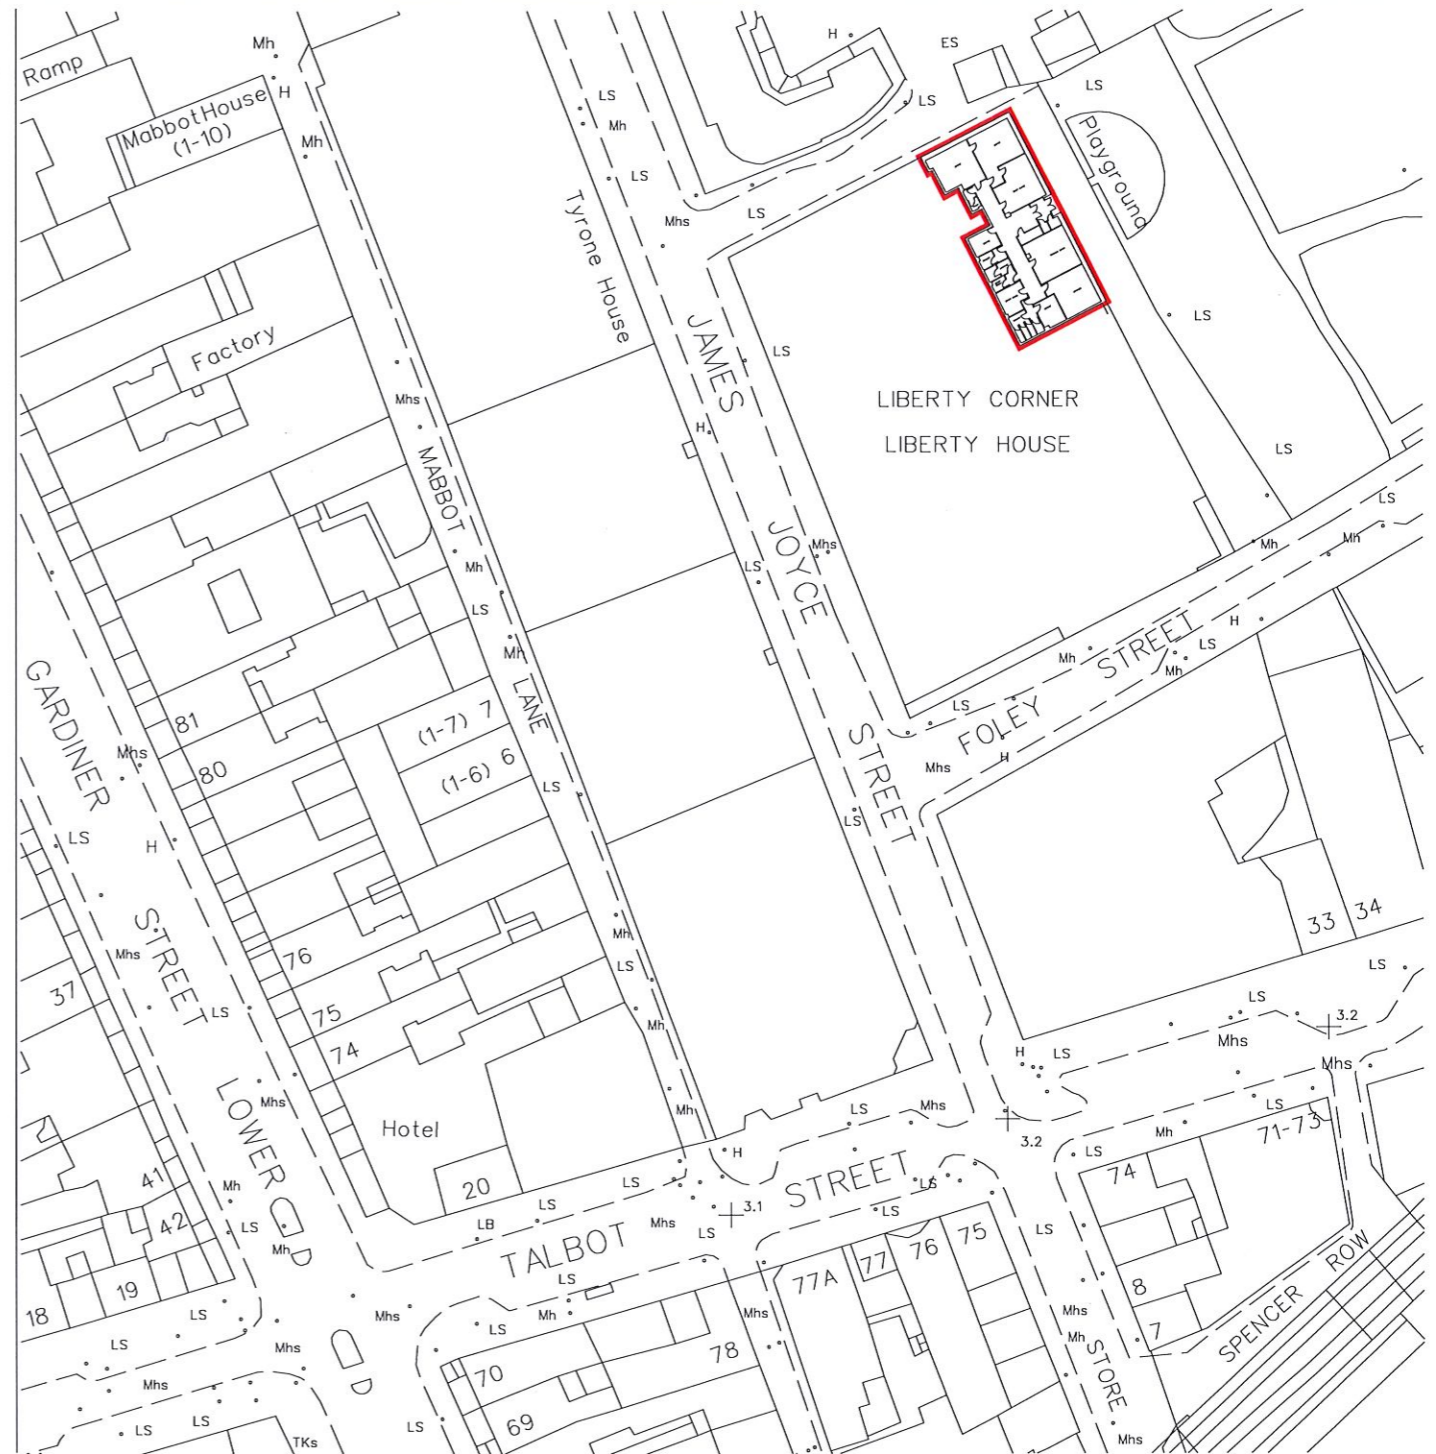 Mh
H
ES
Ramp
LS
LS
LS
H
Mabbot House
(1-10)
Mh
Mh
Playground
LS
Tyrone House
Mhs
LS
LS
Factory
JAMES
LS
Mhs
LIBERTY CORNER
H
LIBERTY HOUSE
LS
MABBOT
LS
JOYCE
Mhs
Mh
Mh
Mh
LS
LS
STREET
H
LS
Mh
Mh
Mh
GARDINER
LANE
LS
81
(1-7) 7
FOLEY
STREET
Mhs
80
(1-6) 6
Mhs
H
LS
LS
LS
H
33
34
STREET
Mh
Mhs
76
LS
LS
37
LS
75
LS
3.2
Mh
Mhs
74
H
LS
Mhs
LOWER
Mhs
Mh
LS
Mhs
LS
Hotel
3.2
Mh
71-73
H
LS
41
Mh
20
LS
STREET
LS
74
LS
3.1
42
LS
LB
Mhs
LS
LS
LS
Mh
TALBOT
77
76
75
ROW
19
LS
77A
8
18
LS
Mhs
Mh
Mhs
Mhs
SPENCER
LS
LS
Mhs
Mh
7
78
STORE
Mhs
70
LS
LS
69
LS
TKs
Mhs